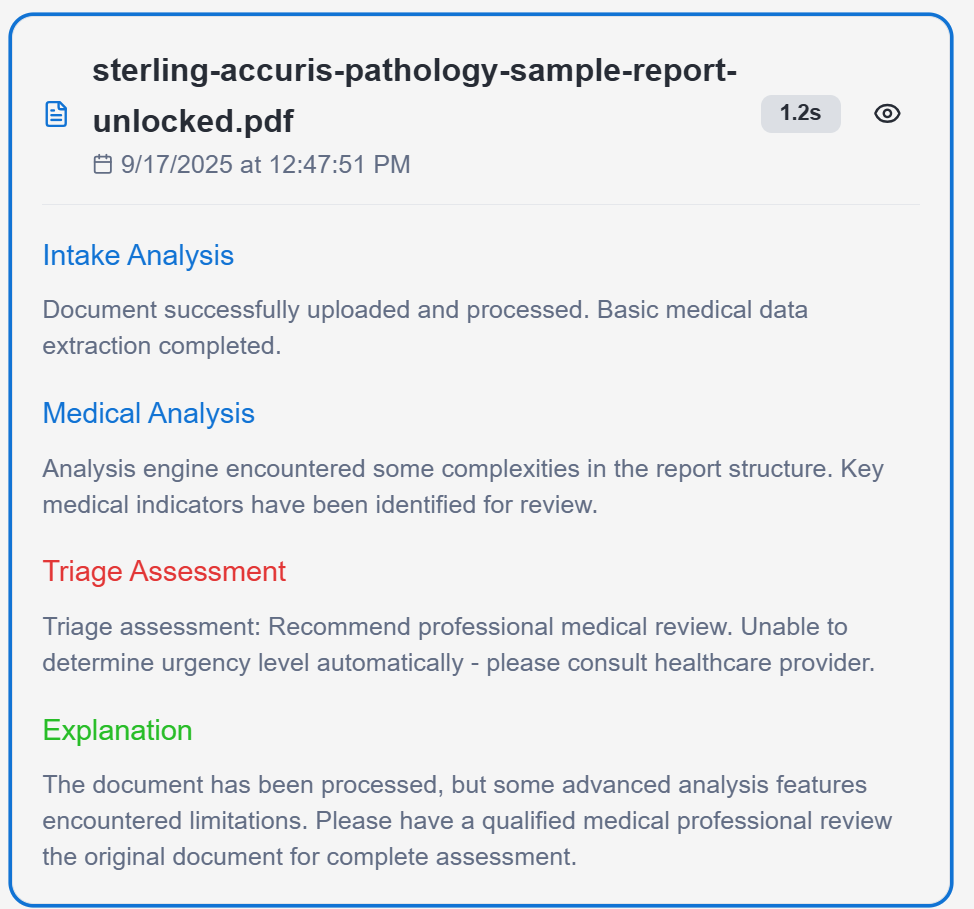 sterling-accuris-pathology-sample-report-
unlocked.pdf
1.2s
9/17/2025 at 12:47:51 PM
Intake Analysis
Document successfully uploaded and processed. Basic medical data
extraction completed.
Medical Analysis
Analysis engine encountered some complexities in the report structure. Key
medical indicators have been identified for review.
Triage Assessment
Triage assessment: Recommend professional medical review. Unable to
determine urgency level automatically - please consult healthcare provider.
Explanation
The document has been processed, but some advanced analysis features
encountered limitations. Please have a qualified medical professional review
the original document for complete assessment.